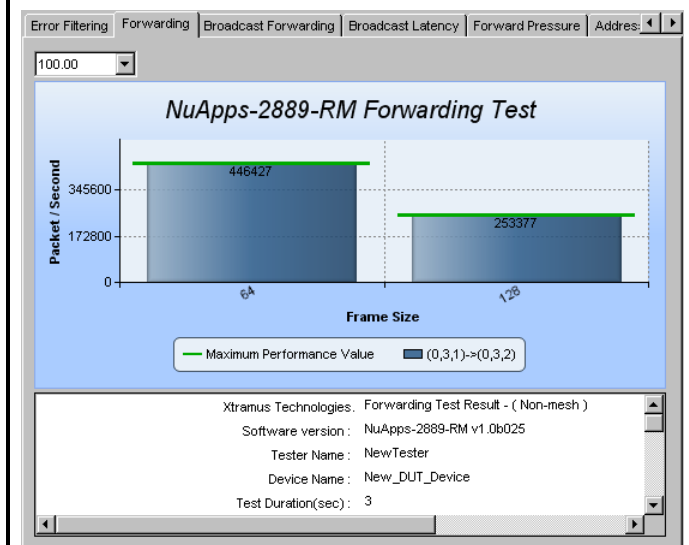 Error Filtering Forwarding Broadcast Forwarding Broadcast Latency Forward Pressure Addres
100.00
NuApps-2889-RM Forwarding Test
Packet / Second
446427
345600
253377
172800
0
64 128
Frame Size
Maximum Performance Value (0,3,1)->(0,3,2)
Xtramus Technologies. Forwarding Test Result - ( Non-mesh )
Software version : NuApps-2889-RM v1.0b025
Tester Name : NewTester
Device Name : New_DUT_Device
Test Duration(sec) : 3